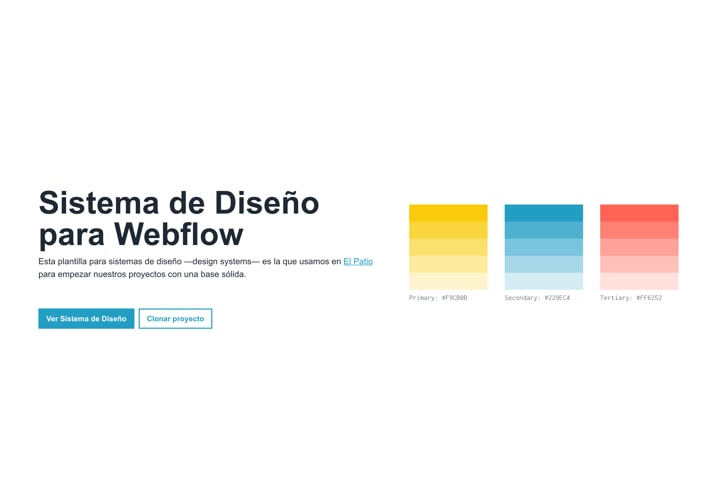 Sistema de Diseño
para Webflow
Esta plantilla para sistemas de diseño —design systems— es la que usamos en El Patio
para empezar nuestros proyectos con una base sólida.
Ver Sistema de Diseño
Clonar proyecto
Primary: #F9CB0B
Secondary: #229EC4
Tertiary: #FF6252